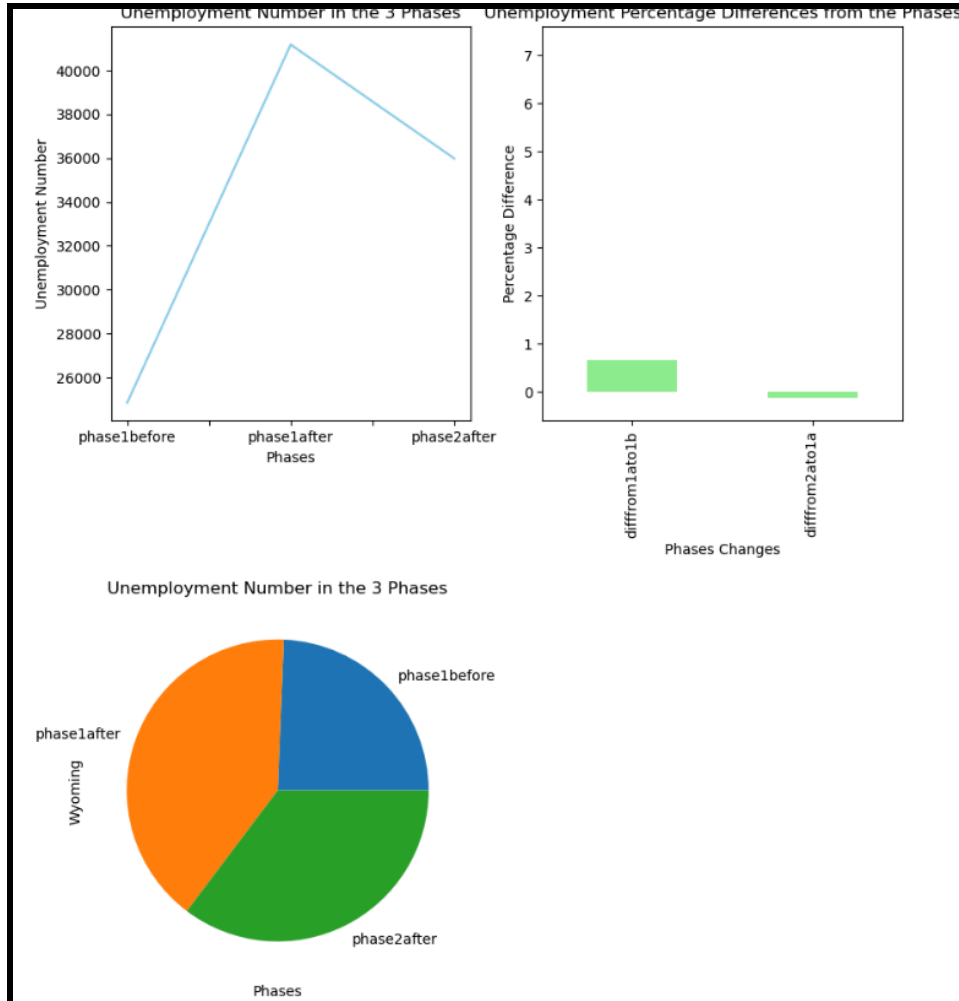 Unemployment Number in the 3 Phases
Unemployment Percentage Differences from the Phases
40000
38000
36000
34000
32000
30000
28000
26000
Unemployment Number
phase1before
phase1after
phase2after
Phases
7
6
5
4
3
2
1
0
Percentage Difference
difffrom1ato1b
difffrom2ato1a
Phases Changes
Unemployment Number in the 3 Phases
phase1before
phase1after
Wyoming
phase2after
Phases